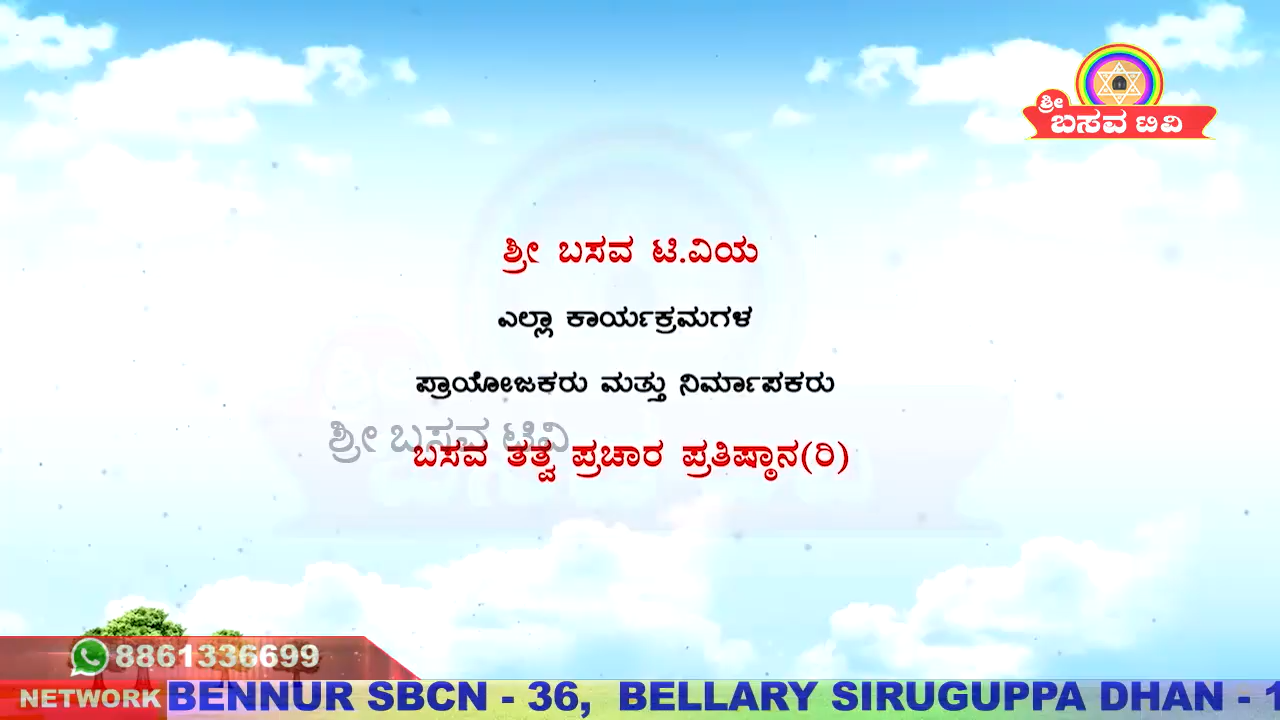 ಶ್ರೀ
ಬಸವ ಟಿವಿ
ಶ್ರೀ ಬಸವ ಟಿ.ವಿಯ
ಎಲ್ಲಾ ಕಾರ್ಯಕ್ರಮಗಳ
ಪ್ರಾಯೋಜಕರು ಮತ್ತು ನಿರ್ಮಾಪಕರು
ಶ್ರೀ ಬಸವ ಟಿವಿ
ಬಸವ ತತ್ವ ಪ್ರಚಾರ ಪ್ರತಿಷ್ಠಾನ(ರಿ)
8861336699
NETWORK BENNUR SBCN - 36, BELLARY SIRUGUPPA DHAN - 1